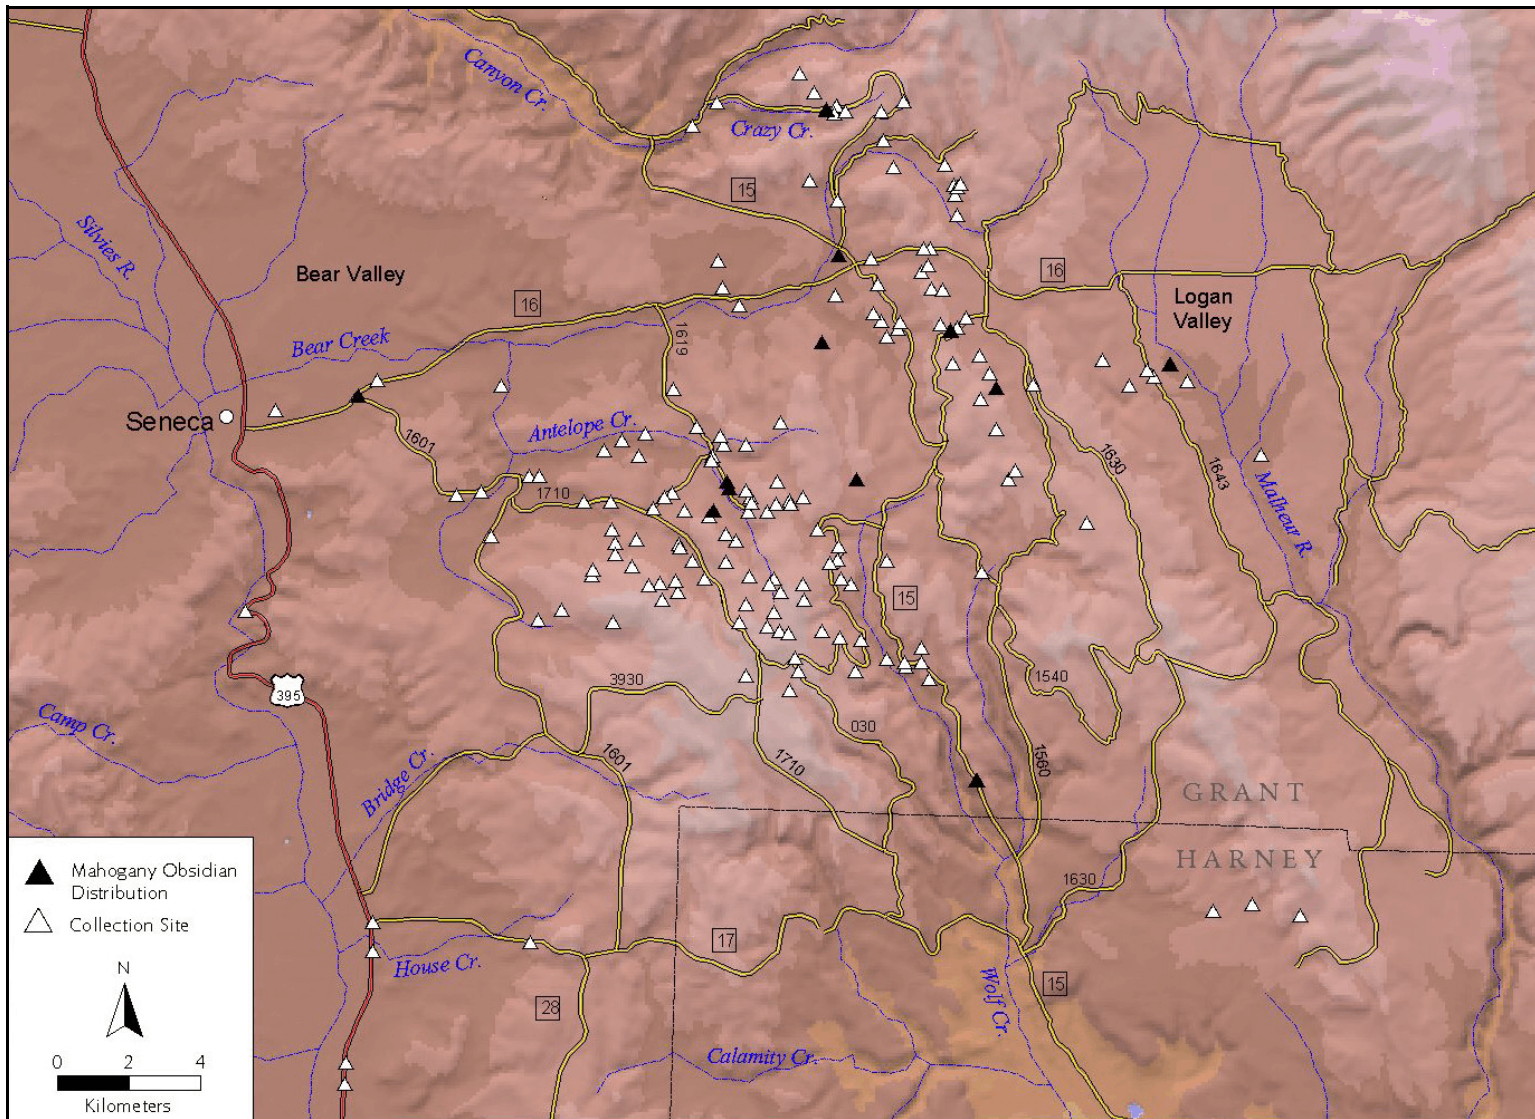 Canyon Cr.
Crazy Cr.
15
Silvies R.
Bear Valley
16
16
Logan
Valley
Bear Creek
1619
Seneca
Antelope Cr.
1601
1630
1643
Malheur R.
1710
15
395
3930
1540
Camp Cr.
030
Bridge Cr.
1601
1710
1560
GRANT
HARNEY
1630
Mahogany Obsidian
Distribution
Collection Site
17
House Cr.
N
28
Wolf Cr.
15
Calamity Cr.
0 2 4
Kilometers